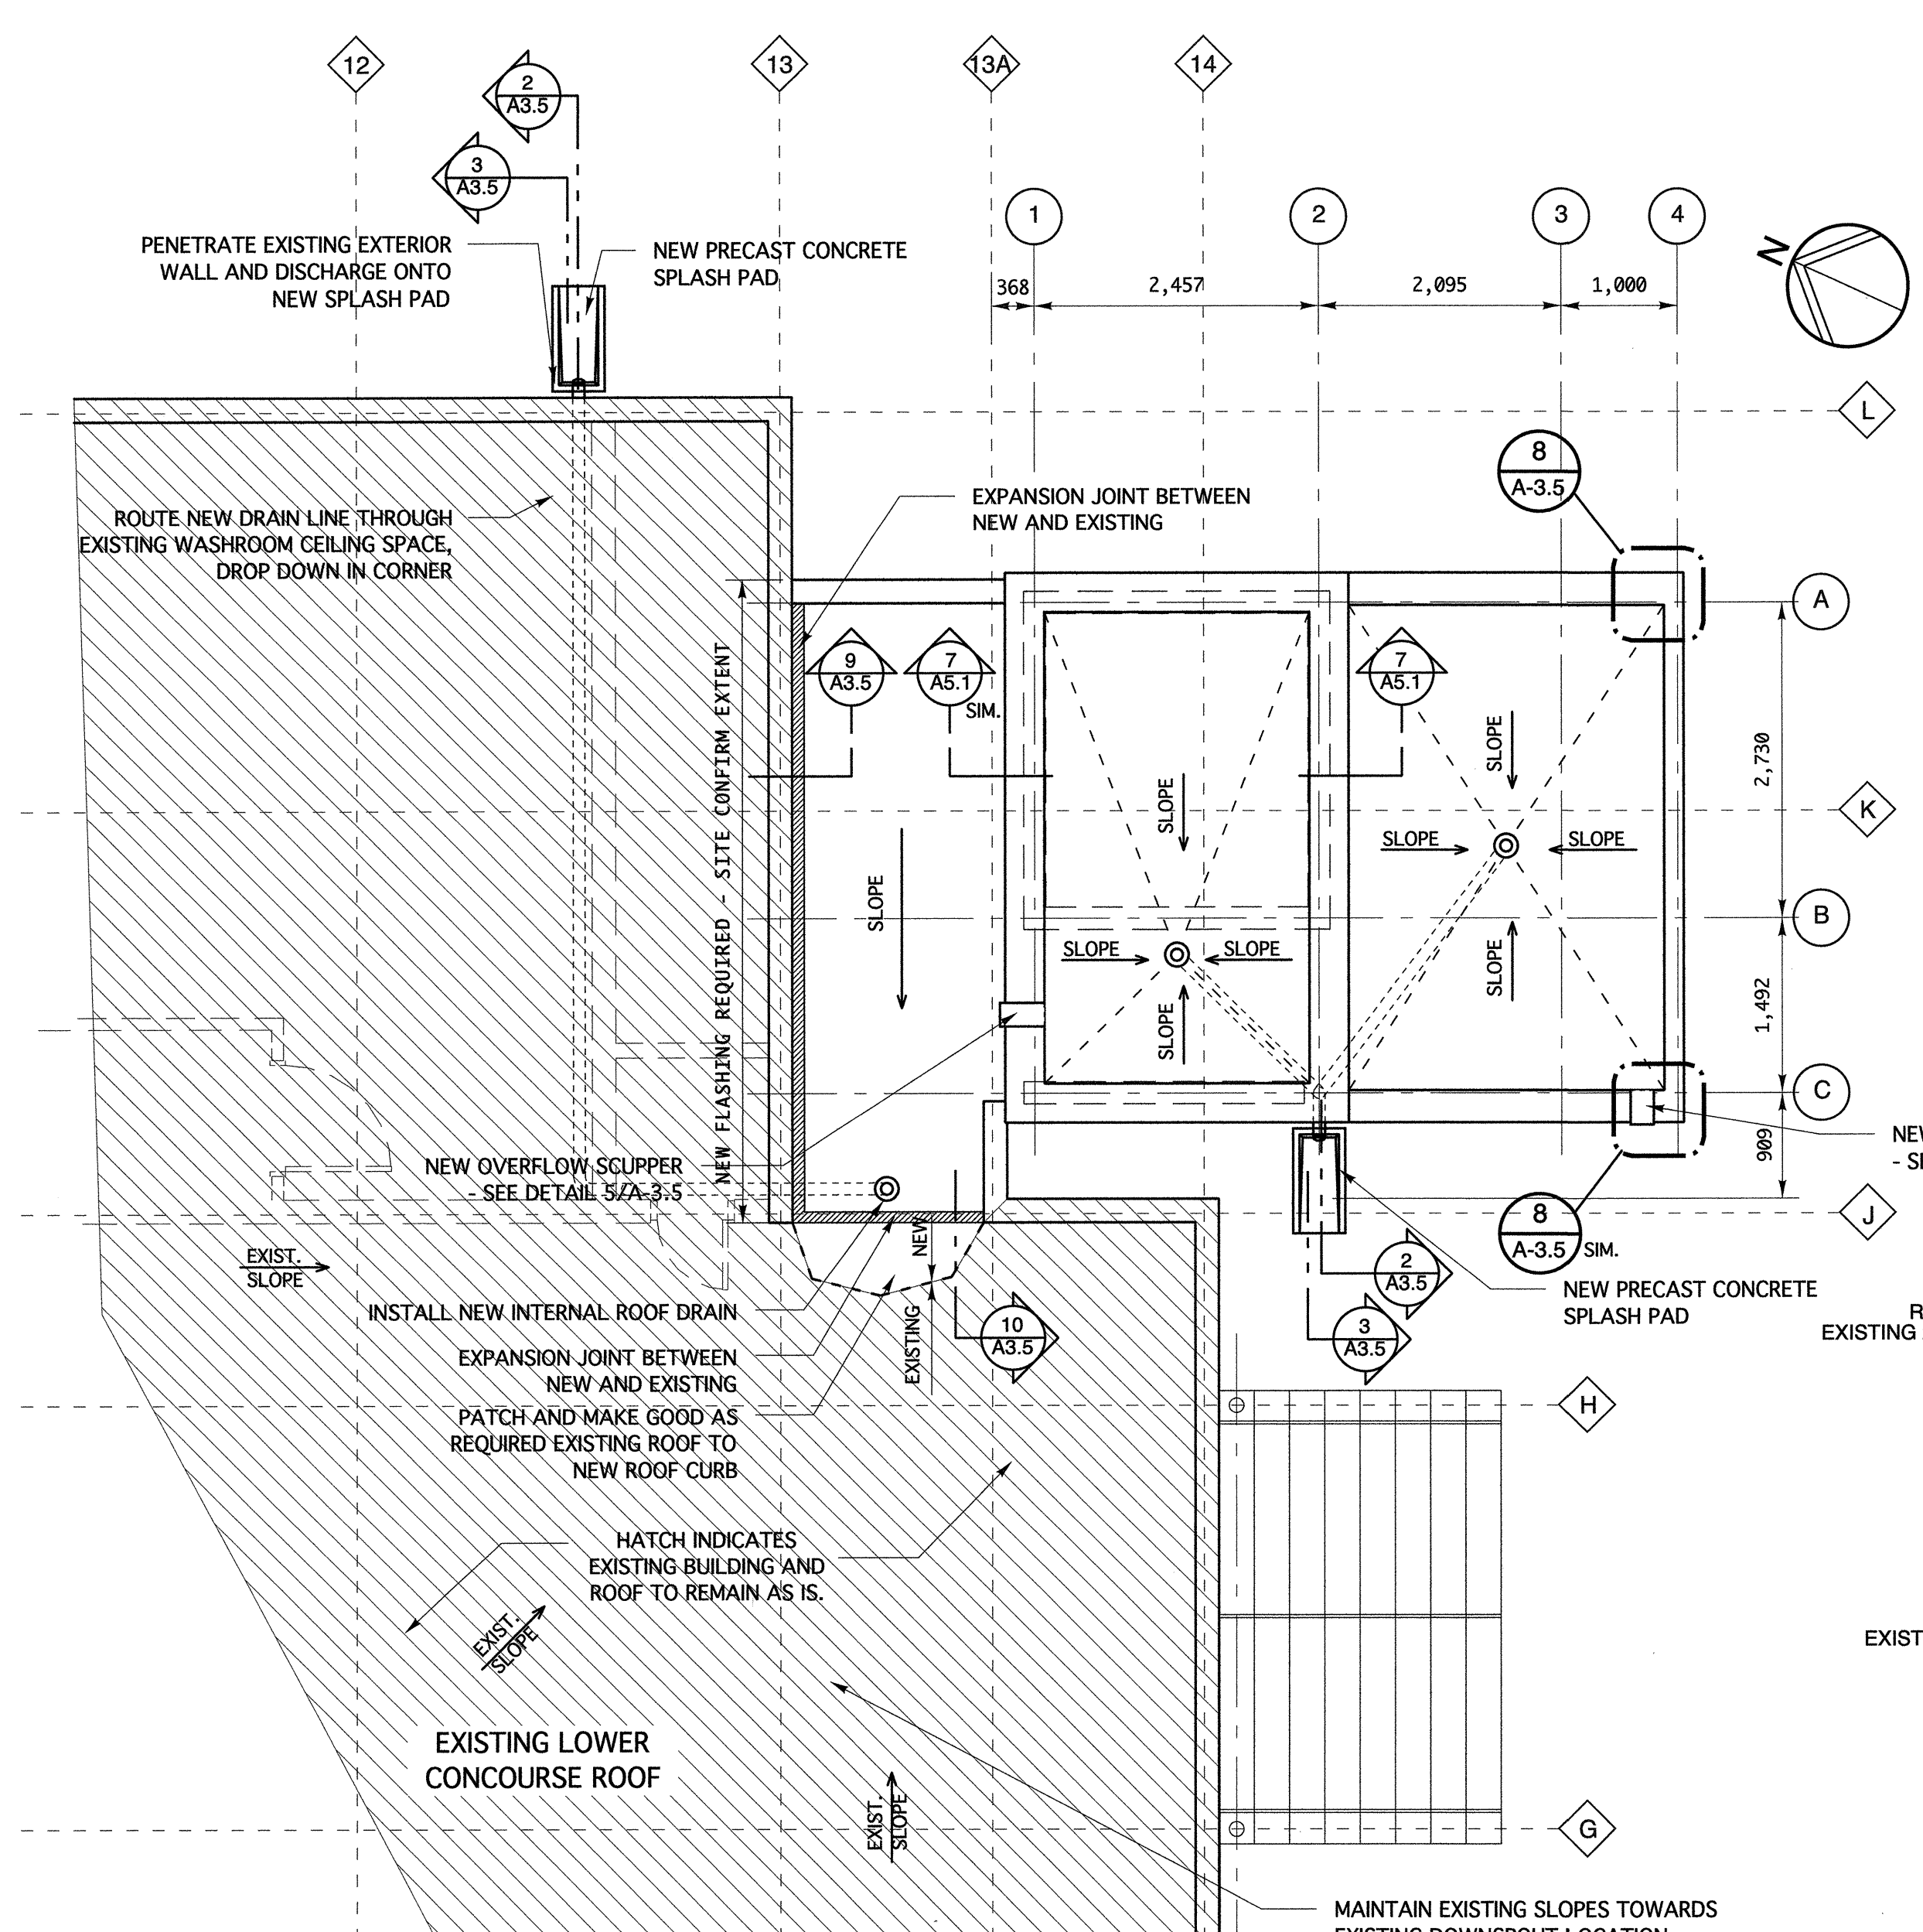 12
13
13A
14
2
A3.5
3
A3.5
1
2
3
4
N
PENETRATE EXISTING EXTERIOR
WALL AND DISCHARGE ONTO
NEW SPLASH PAD
NEW PRECAST CONCRETE
SPLASH PAD
368
2,457
2,095
1,000
L
8
A-3.5
EXPANSION JOINT BETWEEN
NEW AND EXISTING
ROUTE NEW DRAIN LINE THROUGH
EXISTING WASHROOM CEILING SPACE,
DROP DOWN IN CORNER
A
9
A3.5
7
A5.1
SIM.
7
A5.1
NEW FLASHING REQUIRED - SITE CONFIRM EXTENT
SLOPE
2,730
SLOPE
K
SLOPE
SLOPE
SLOPE
B
SLOPE
SLOPE
SLOPE
SLOPE
1,492
C
909
NEW OVERFLOW SCUPPER
- SEE DETAIL 5/A-3.5
J
8
A-3.5
SIM.
NEW
EXISTING
EXIST.
SLOPE
2
A3.5
3
A3.5
10
A3.5
NEW PRECAST CONCRETE
SPLASH PAD
EXISTING
INSTALL NEW INTERNAL ROOF DRAIN
EXPANSION JOINT BETWEEN
NEW AND EXISTING
PATCH AND MAKE GOOD AS
REQUIRED EXISTING ROOF TO
NEW ROOF CURB
H
HATCH INDICATES
EXISTING BUILDING AND
ROOF TO REMAIN AS IS.
EXIST.
SLOPE
EXISTING LOWER
CONCOURSE ROOF
EXIST.
SLOPE
G
MAINTAIN EXISTING SLOPES TOWARDS
EXISTING DOWNSPOUT LOCATION